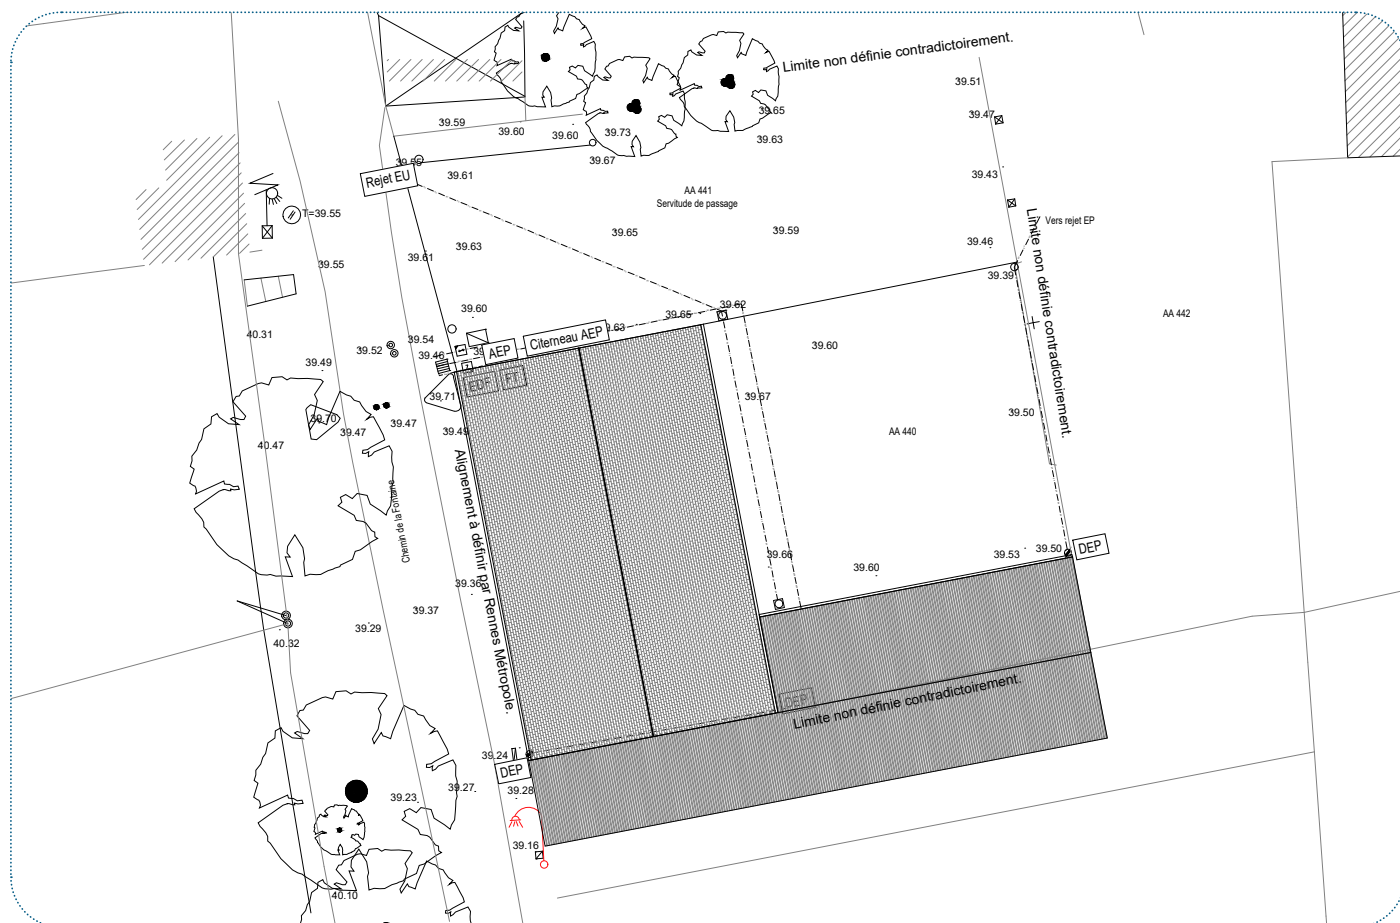 Limite non définie contradictoirement.
39.51
39.65
39.47
39.59
39.60
39.60
39.73
39.63
39.67
39.55
39.61
Rejet EU
39.43
AA 441
Servitude de passage
T=39.55
Vers rejet EP
39.65
39.59
39.63
39.46
39.61
39.55
39.39
Limite non définie contradictoirement.
39.62
39.60
39.65
AA 442
40.31
39.54
Citerneau AEP
39.52
39.46
AEP
39.60
39.49
EDF
FT
39.71
39.67
39.70
39.47
39.47
39.49
39.50
40.47
AA 440
Alignement à définir par Rennes Métropole.
Chemin de la Fontaine
39.66
39.53
39.50
DEP
39.60
39.36
39.37
39.29
40.32
DEP
Limite non définie contradictoirement.
39.24
DEP
39.27
39.28
39.23
39.16
40.10